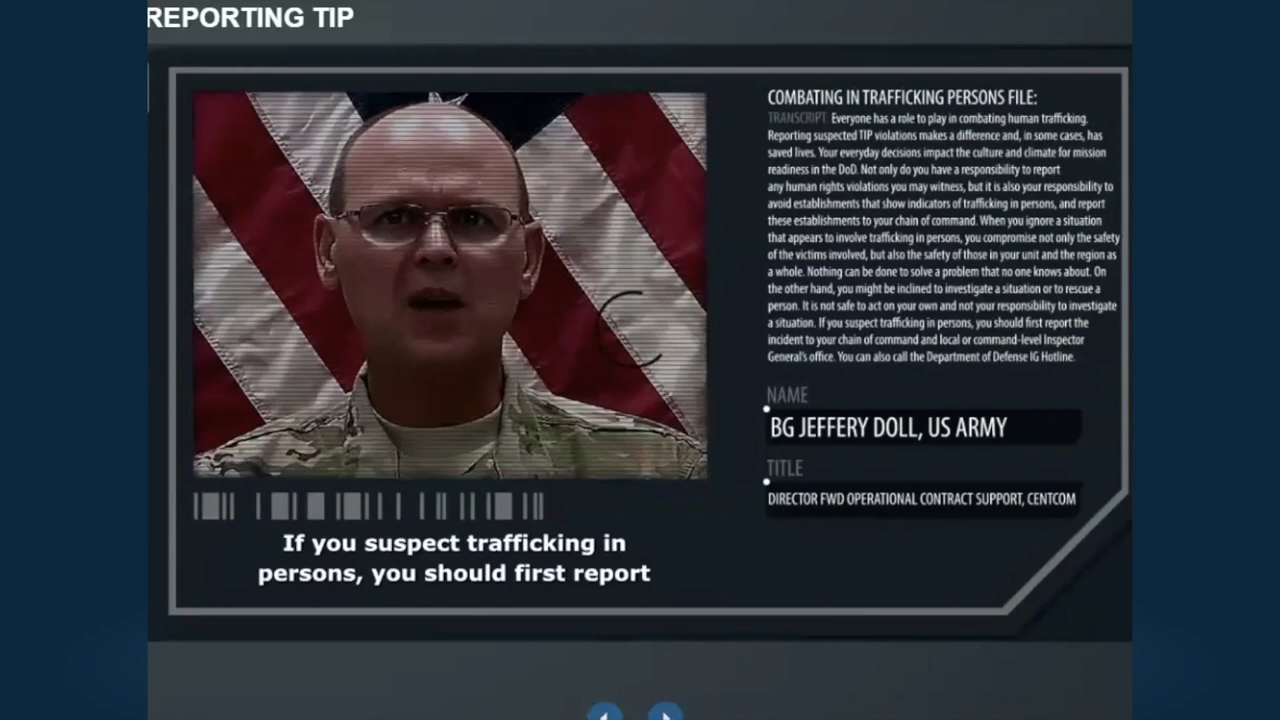 REPORTING TIP
COMBATING IN TRAFFICKING PERSONS FILE:
TRANSCRIPT Everyone has a role to play in combating human trafficking.
Reporting suspected TIP violations makes a difference and, in some cases, has
saved lives. Your everyday decisions impact the culture and climate for mission
readiness in the DoD. Not only do you have a responsibility to report
any human rights violations you may witness, but it is also your responsibility to
avoid establishments that show indicators of trafficking in persons, and report
these establishments to your chain of command. When you ignore a situation
that appears to involve trafficking in persons, you compromise not only the safety
of the victims involved, but also the safety of those in your unit and the region as
a whole. Nothing can be done to solve a problem that no one knows about. On
the other hand, you might be inclined to investigate a situation or to rescue a
person. It is not safe to act on your own and not your responsibility to investigate
a situation. If you suspect trafficking in persons, you should first report the
incident to your chain of command and local or command-level Inspector
General's office. You can also call the Department of Defense IG Hotline.
NAME
BG JEFFERY DOLL, US ARMY
TITLE
DIRECTOR FWD OPERATIONAL CONTRACT SUPPORT, CENTCOM
If you suspect trafficking in
persons, you should first report